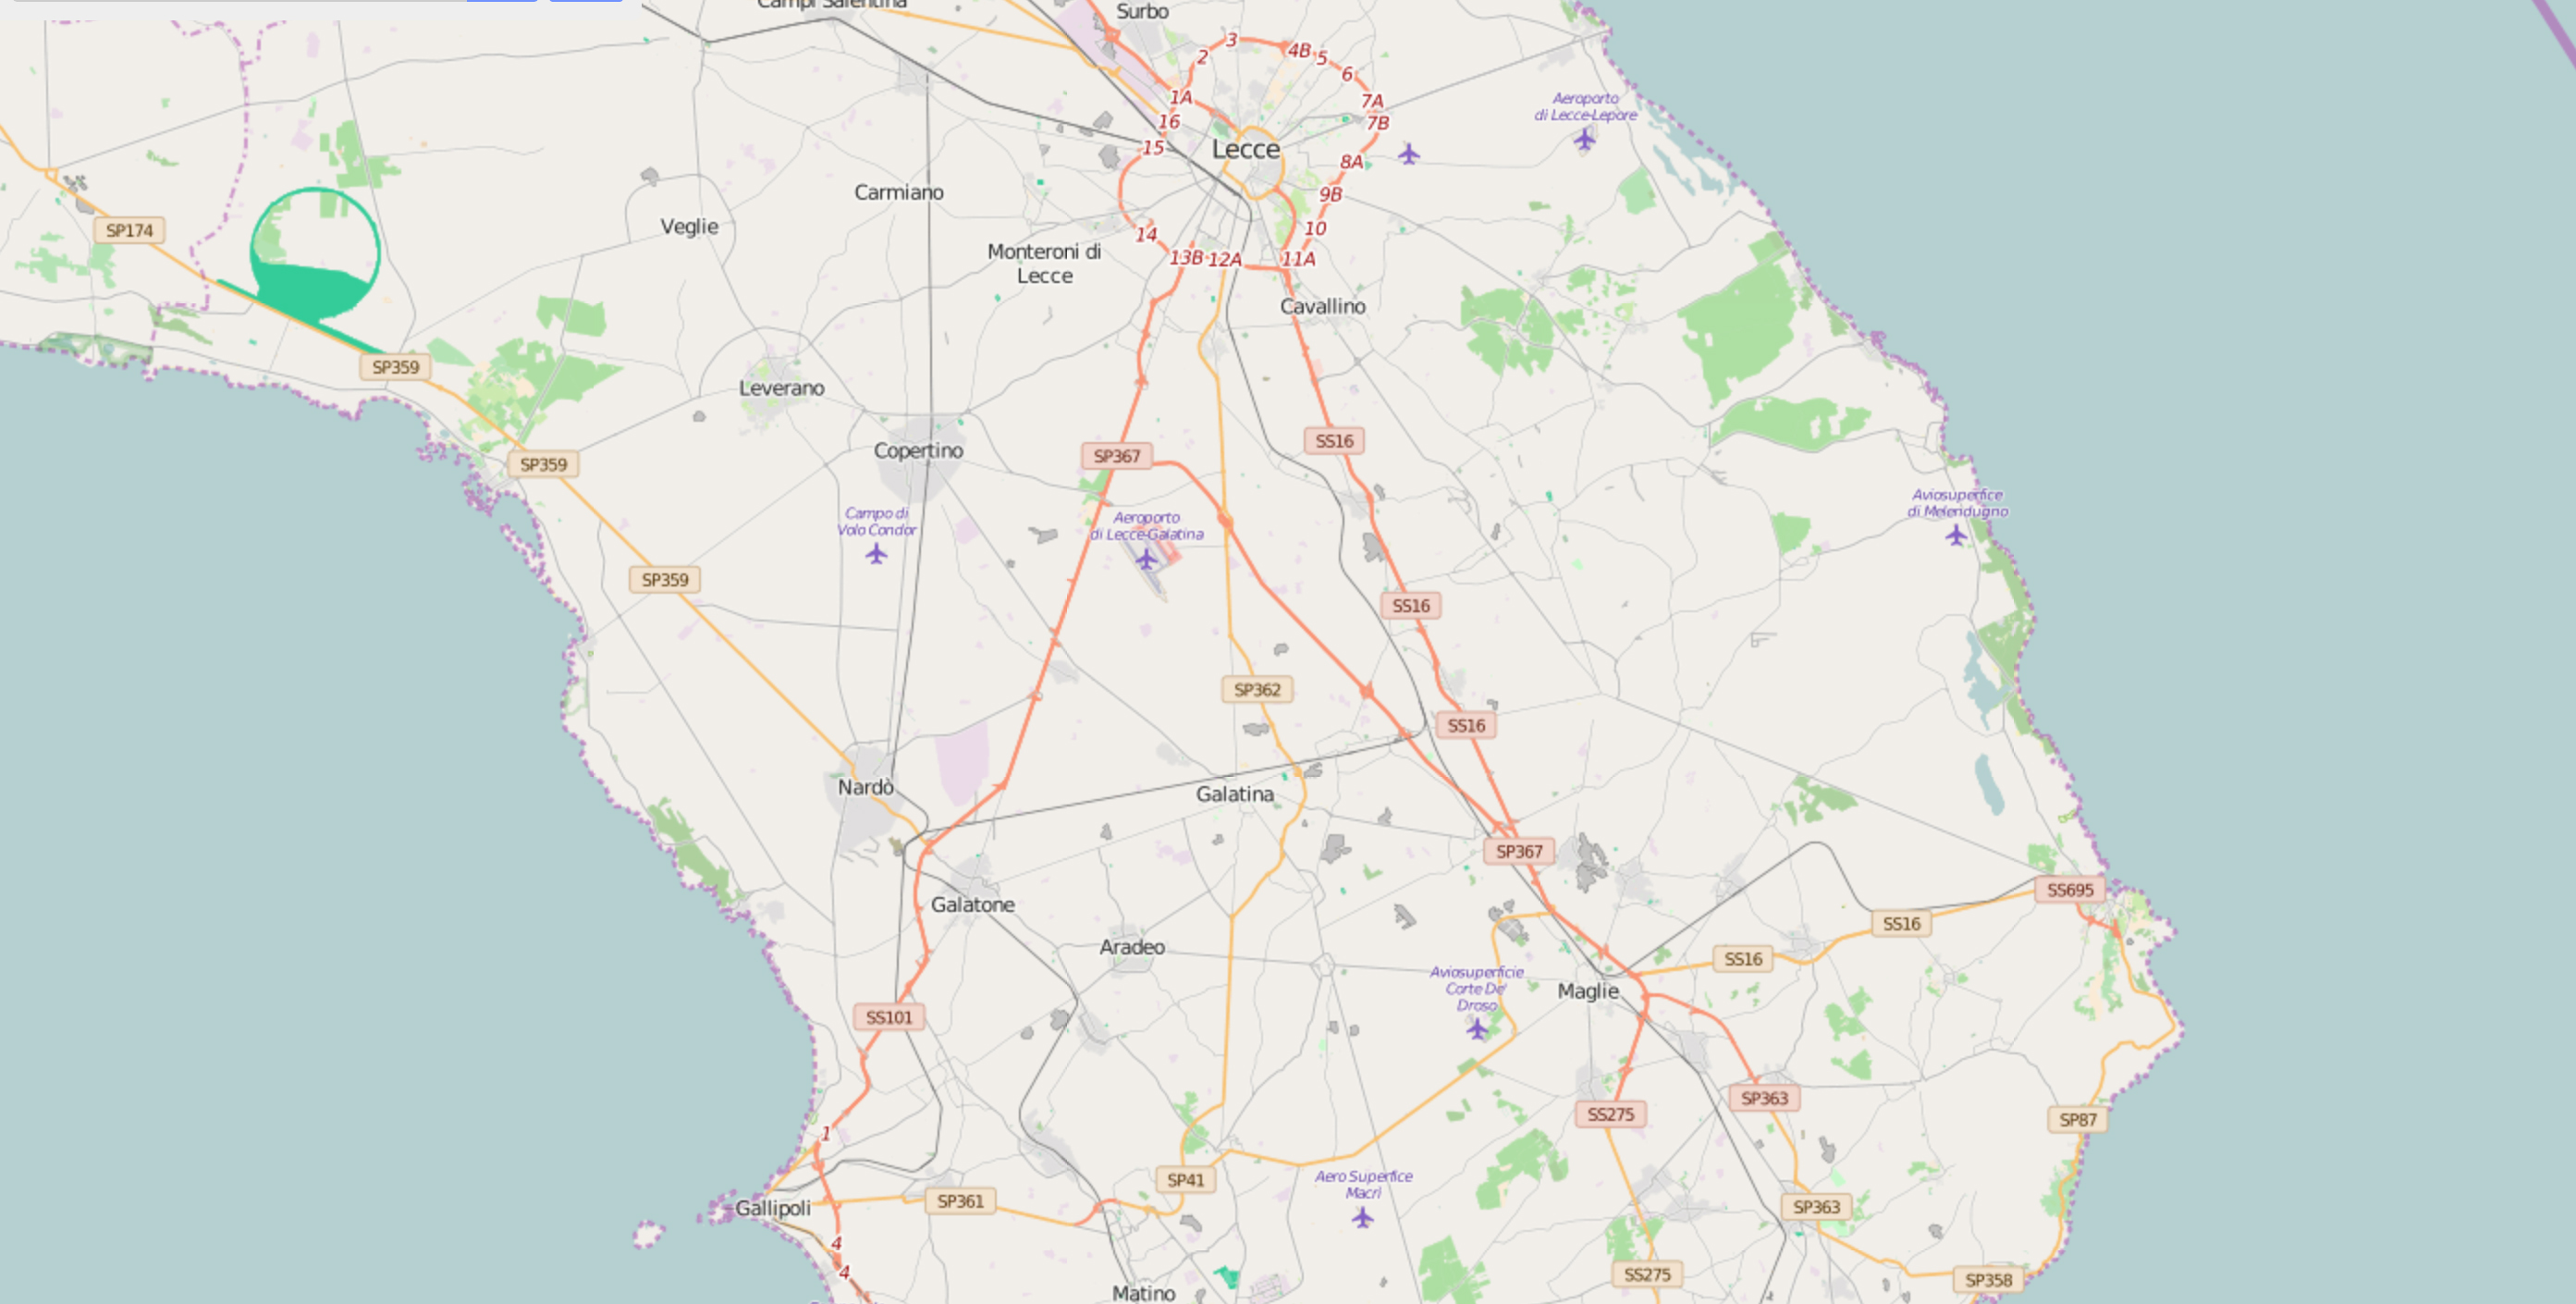 Campi Salentina
Surbo
3
2
4B
5
6
1A
7A
Aeroporto
di Lecce-Lepore
16
7B
15
Lecce
8A
Carmiano
9B
SP174
Veglie
14
10
Monteroni di
Lecce
13B
12A
11A
Cavallino
SP359
Leverano
SS16
Copertino
SP367
SP359
Aviosuperfice
di Melendugno
Campo di
Volo Condor
Aeroporto
di Lecce-Galatina
SP359
SS16
SP362
SS16
Nardò
Galatina
SP367
SS695
Galatone
SS16
Aradeo
SS16
Aviosuperficie
Corte De'
Droso
Maglie
SS101
SP363
SS275
SP87
1
SP41
Aero Superfice
Macrì
SP361
Gallipoli
SP363
4
4
SS275
SP358
Matino